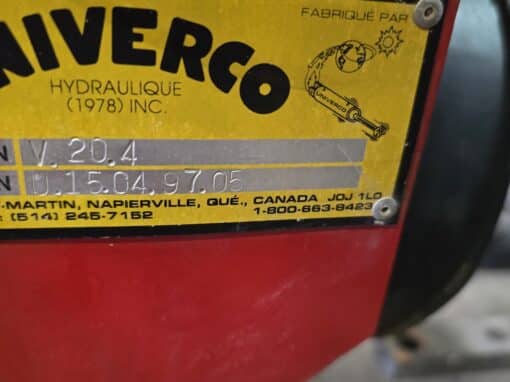 FABRIQUÉ PAR
NIVERCO
HYDRAULIQUE
(1978) INC.
UNIVERCO
N V.20.4
N U.15.04.97.05
-MARTIN, NAPIERVILLE, QUÉ., CANADA J0J 1L0
: (514) 245-7152 1-800-663-8423